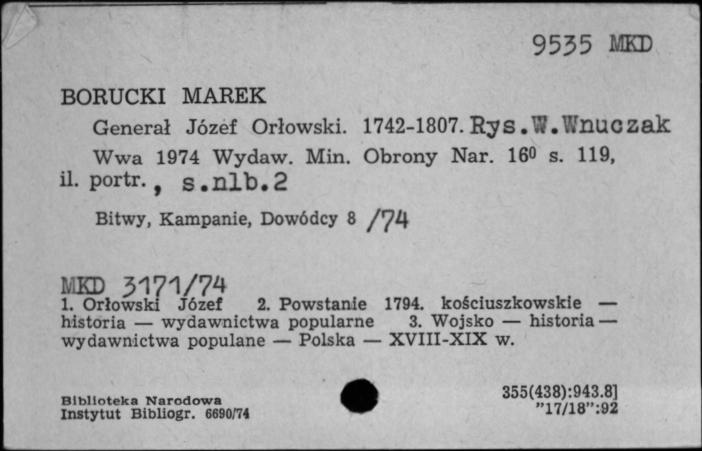 9535 MKD
BORUCKI MAREK
Generał Józef Orłowski. 1742-1807. Rys.W.Wnuczak
Wwa 1974 Wydaw. Min. Obrony Nar. 16⁰ s. 119,
il. portr., s.nlb.2
Bitwy, Kampanie, Dowódcy 8 /74
MKD 3171/74
1. Orłowski Józef 2. Powstanie 1794. kościuszkowskie —
historia — wydawnictwa popularne 3. Wojsko — historia —
wydawnictwa populane — Polska — XVIII-XIX w.
355(438):943.8]
"17/18":92
Biblioteka Narodowa
Instytut Bibliogr. 6690/74